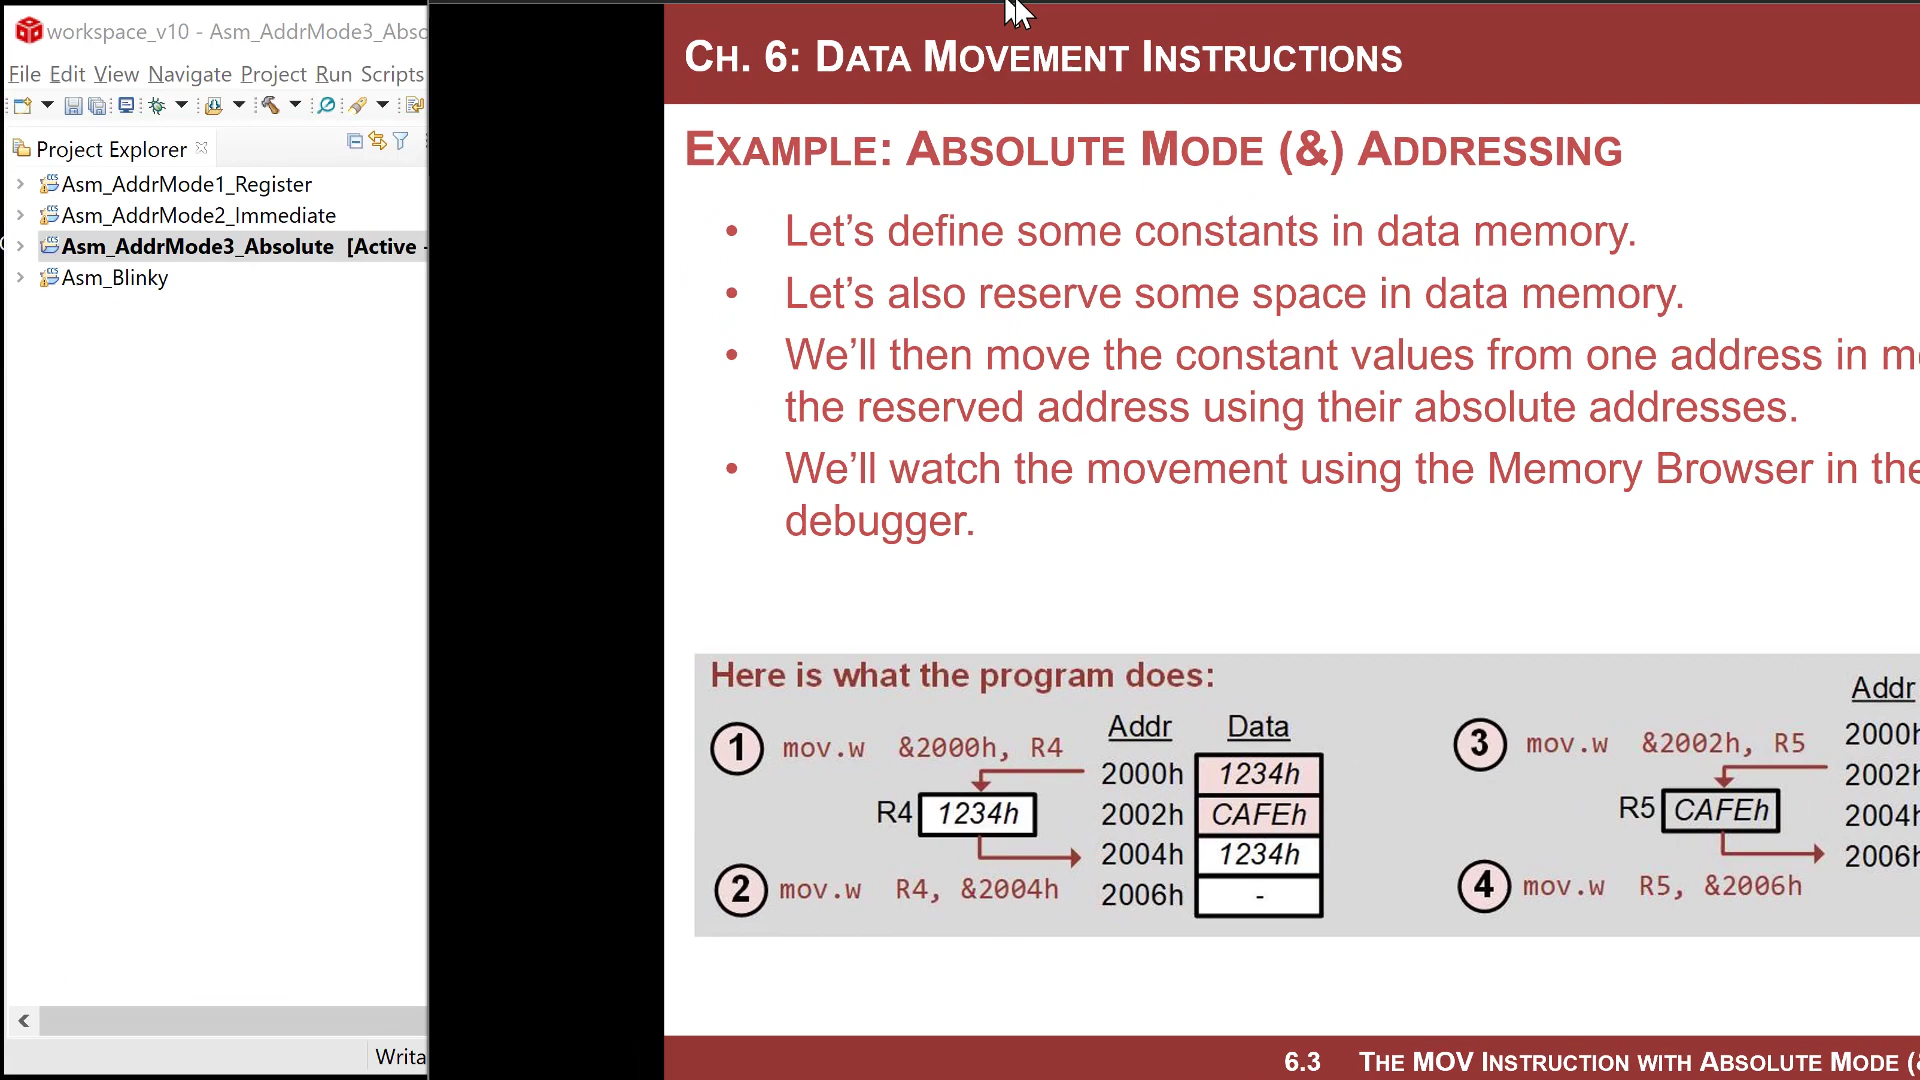 workspace_v10 - Asm_AddrMode3_Abso
File Edit View Navigate Project Run Scripts
Project Explorer
Asm_AddrMode1_Register
Asm_AddrMode2_Immediate
Asm_AddrMode3_Absolute [Active -
Asm_Blinky
Writa
CH. 6: DATA MOVEMENT INSTRUCTIONS
EXAMPLE: ABSOLUTE MODE (&) ADDRESSING
• Let's define some constants in data memory.
• Let's also reserve some space in data memory.
• We'll then move the constant values from one address in m
the reserved address using their absolute addresses.
• We'll watch the movement using the Memory Browser in the
debugger.
Here is what the program does:
1 mov.w &2000h, R4
R4 1234h
2 mov.w R4, &2004h
Addr Data
2000h 1234h
2002h CAFEh
2004h 1234h
2006h -
3 mov.w &2002h, R5
R5 CAFEh
4 mov.w R5, &2006h
Addr
2000h
2002h
2004h
2006h
6.3 THE MOV INSTRUCTION WITH ABSOLUTE MODE (